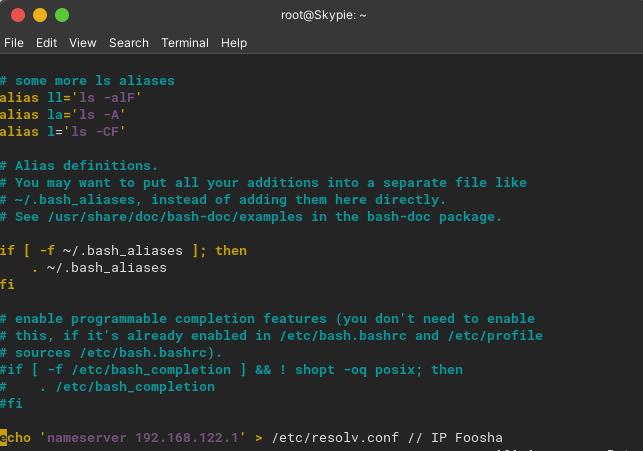 root@Skypie: ~
File Edit View Search Terminal Help
# some more ls aliases
alias ll='ls -alF'
alias la='ls -A'
alias l='ls -CF'
# Alias definitions.
# You may want to put all your additions into a separate file like
# ~/.bash_aliases, instead of adding them here directly.
# See /usr/share/doc/bash-doc/examples in the bash-doc package.
if [ -f ~/.bash_aliases ]; then
    . ~/.bash_aliases
fi
# enable programmable completion features (you don't need to enable
# this, if it's already enabled in /etc/bash.bashrc and /etc/profile
# sources /etc/bash.bashrc).
#if [ -f /etc/bash_completion ] && ! shopt -oq posix; then
#    . /etc/bash_completion
#fi
echo 'nameserver 192.168.122.1' > /etc/resolv.conf // IP Foosha